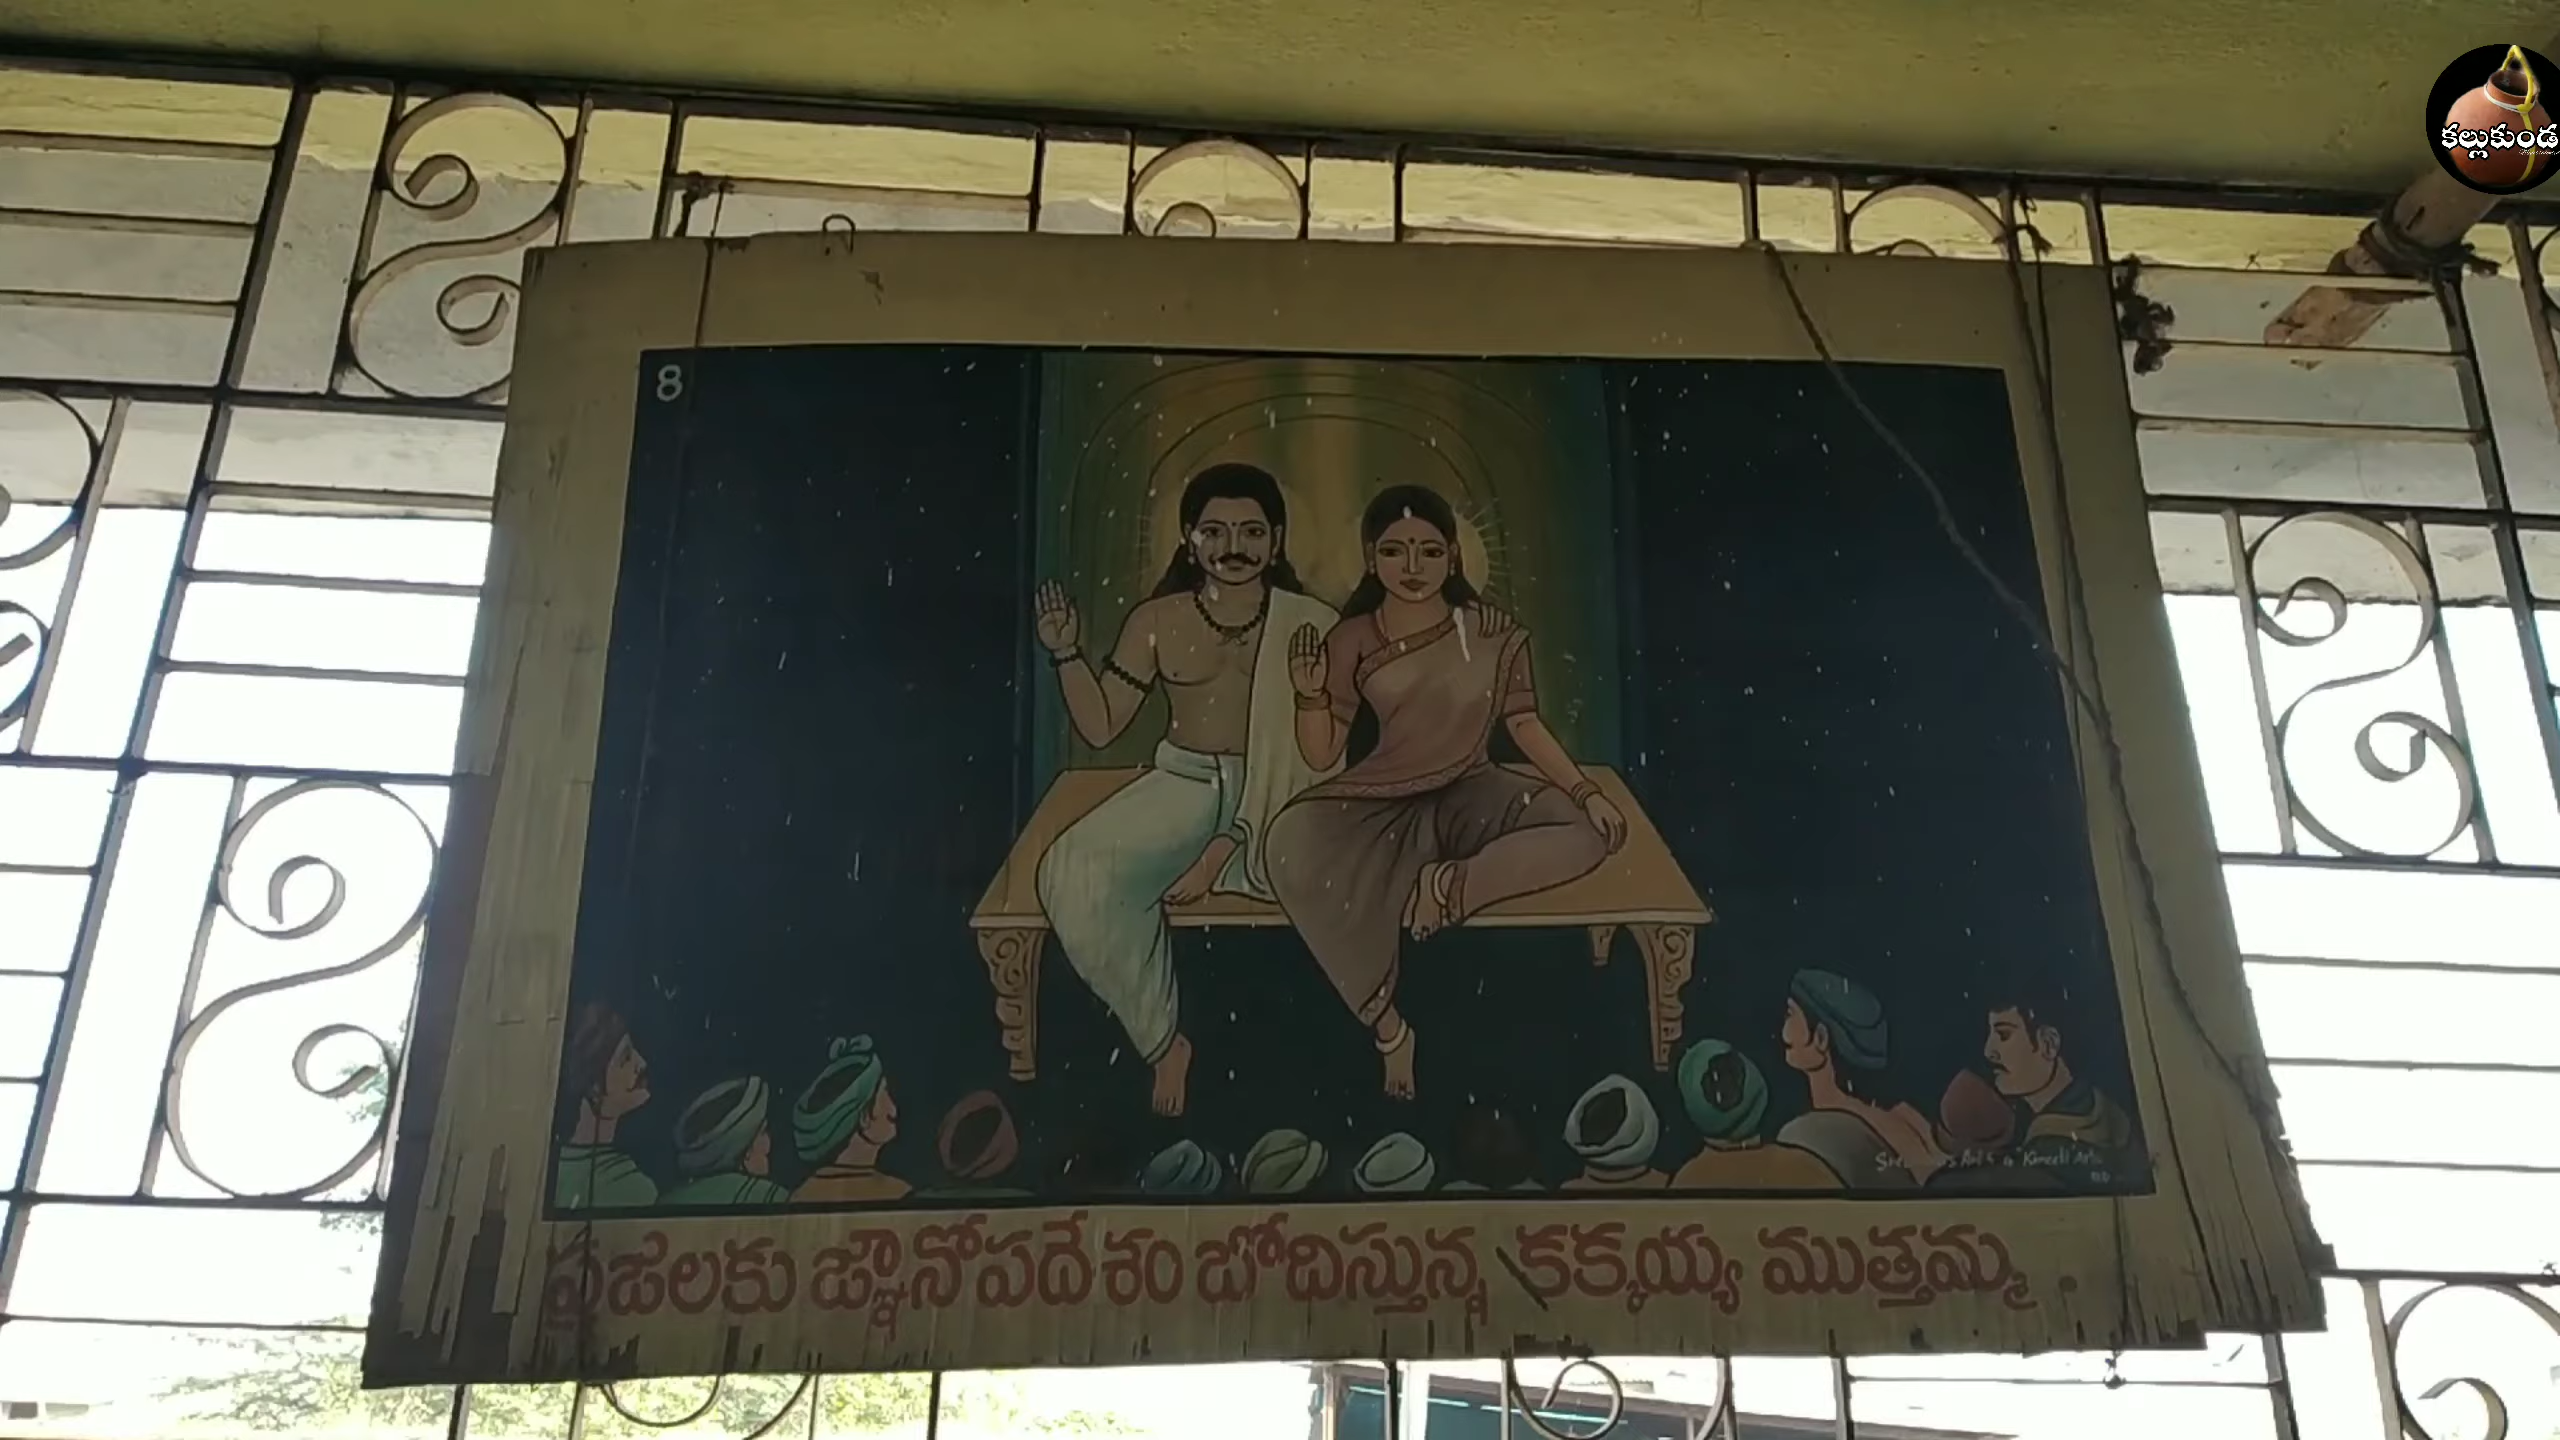 కల్లుకుండ
8
ప్రజలకు జ్ఞానోపదేశం బోధిస్తున్న కక్కయ్య ముత్తమ్మ.